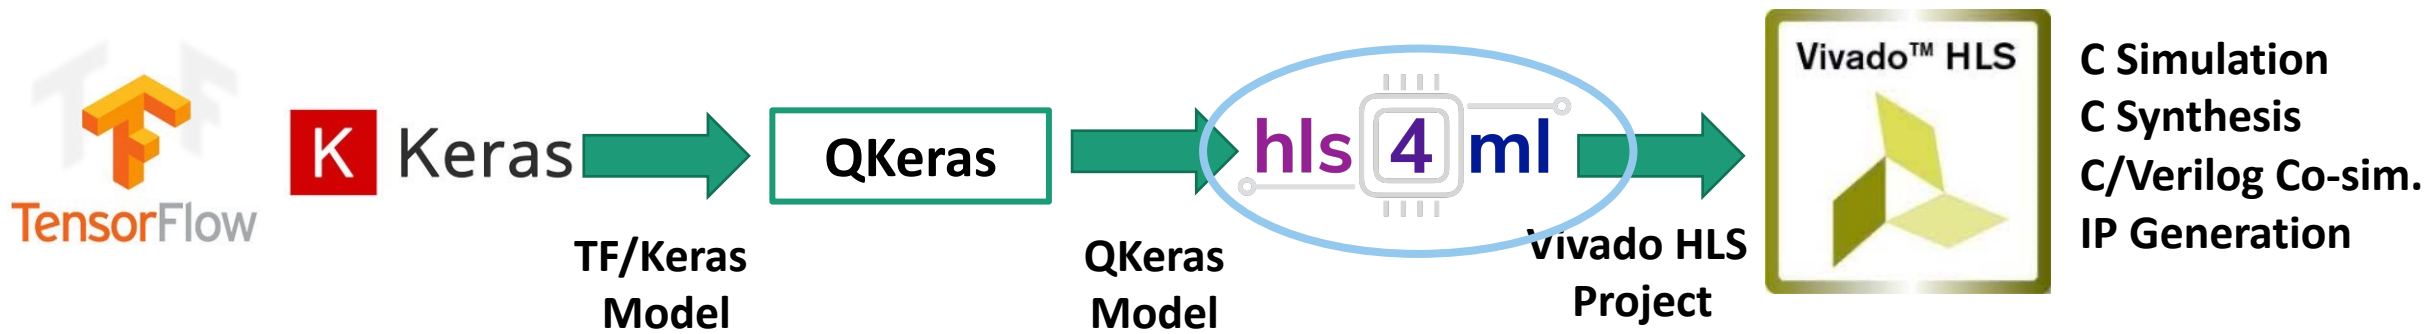 TF
TensorFlow
K Keras
TF/Keras
Model
QKeras
QKeras
Model
hls 4 ml
Vivado HLS
Project
Vivado™ HLS
C Simulation
C Synthesis
C/Verilog Co-sim.
IP Generation